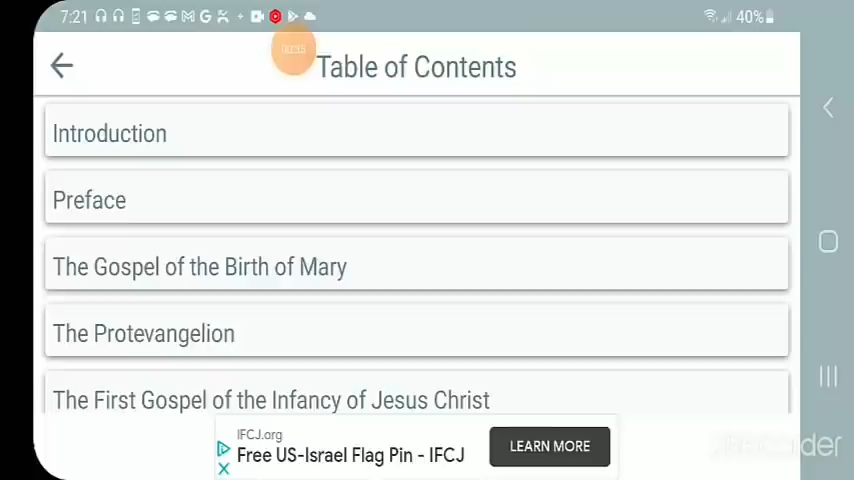 7:21
40%
Table of Contents
Introduction
Preface
The Gospel of the Birth of Mary
The Protevangelion
The First Gospel of the Infancy of Jesus Christ
IFCJ.org
Free US-Israel Flag Pin - IFCJ
LEARN MORE